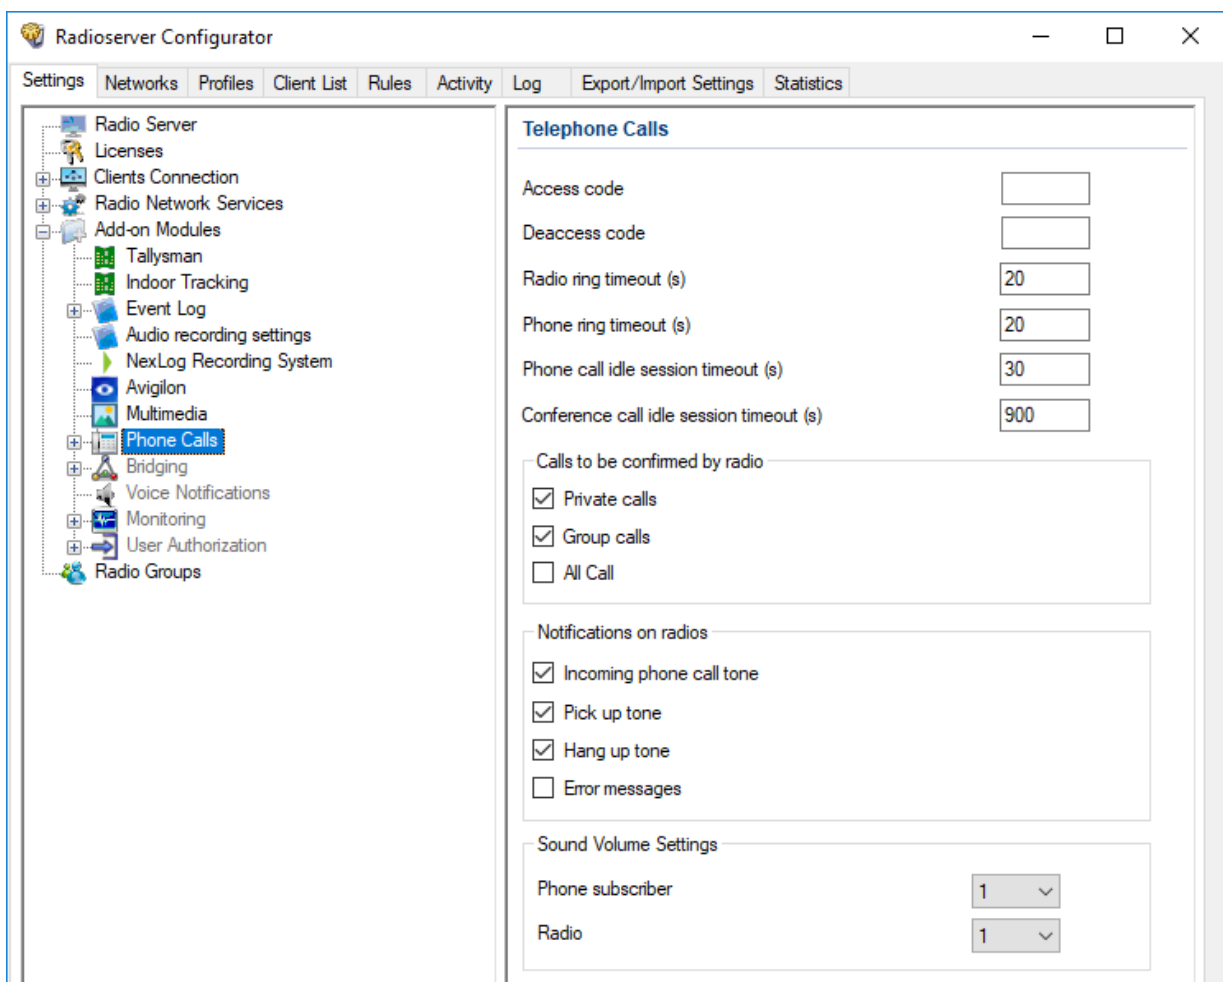 Radioserver Configurator
Settings Networks Profiles Client List Rules Activity Log Export/Import Settings Statistics
Radio Server
Licenses
Clients Connection
Radio Network Services
Add-on Modules
Tallysman
Indoor Tracking
Event Log
Audio recording settings
NexLog Recording System
Avigilon
Multimedia
Phone Calls
Bridging
Voice Notifications
Monitoring
User Authorization
Radio Groups
Telephone Calls
Access code
Deaccess code
Radio ring timeout (s) 20
Phone ring timeout (s) 20
Phone call idle session timeout (s) 30
Conference call idle session timeout (s) 900
Calls to be confirmed by radio
Private calls
Group calls
All Call
Notifications on radios
Incoming phone call tone
Pick up tone
Hang up tone
Error messages
Sound Volume Settings
Phone subscriber 1
Radio 1